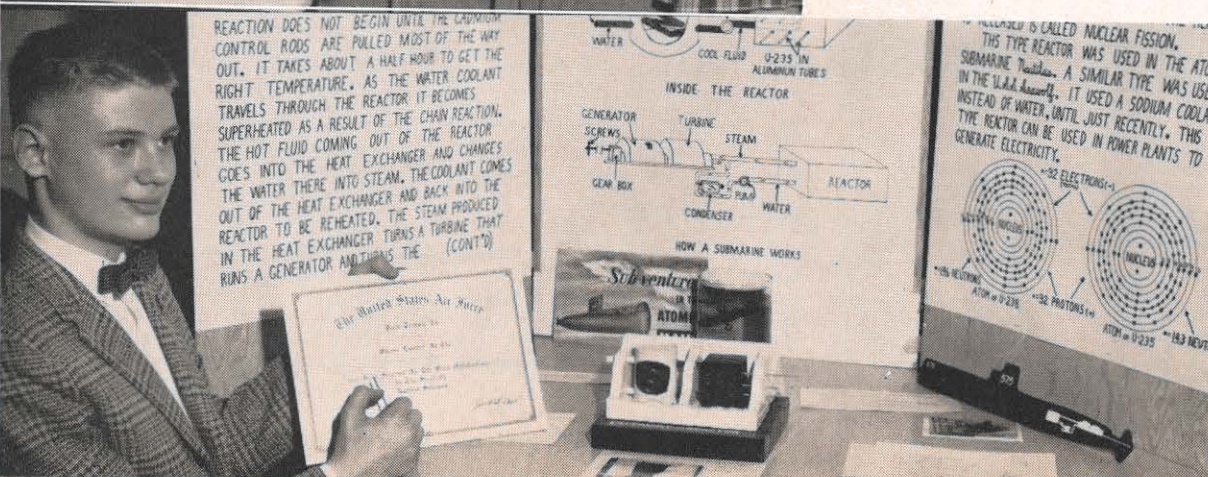 REACTION DOES NOT BEGIN UNTIL THE CADMIUM
CONTROL RODS ARE PULLED MOST OF THE WAY
OUT. IT TAKES ABOUT A HALF HOUR TO GET THE
RIGHT TEMPERATURE. AS THE WATER COOLANT
TRAVELS THROUGH THE REACTOR IT BECOMES
SUPERHEATED AS A RESULT OF THE CHAIN REACTION.
THE HOT FLUID COMING OUT OF THE REACTOR
GOES INTO THE HEAT EXCHANGER AND CHANGES
THE WATER THERE INTO STEAM. THE COOLANT COMES
OUT OF THE HEAT EXCHANGER AND BACK INTO THE
REACTOR TO BE REHEATED. THE STEAM PRODUCED
IN THE HEAT EXCHANGER TURNS A TURBINE THAT
RUNS A GENERATOR AND TURNS THE (CONT'D)
The United States Air Force
WATER
COOL FLUID
U-235 IN
ALUMINUN TUBES
INSIDE THE REACTOR
GENERATOR
TURBINE
SCREWS
STEAM
GEAR BOX
REACTOR
PUMP
WATER
CONDENSER
HOW A SUBMARINE WORKS
ATOM
RELEASED IS CALLED NUCLEAR FISSION.
THIS TYPE REACTOR WAS USED IN THE ATO
SUBMARINE Nautilus. A SIMILAR TYPE WAS USE
IN THE U.S.S. Seawolf. IT USED A SODIUM COOLA
INSTEAD OF WATER, UNTIL JUST RECENTLY. THIS
TYPE REACTOR CAN BE USED IN POWER PLANTS TO
GENERATE ELECTRICITY.
92 ELECTRONS (-)
NUCLEUS
NUCLEUS
NEUTRONS
92 PROTONS (+)
ATOM OF U-235
143 NEUT
575